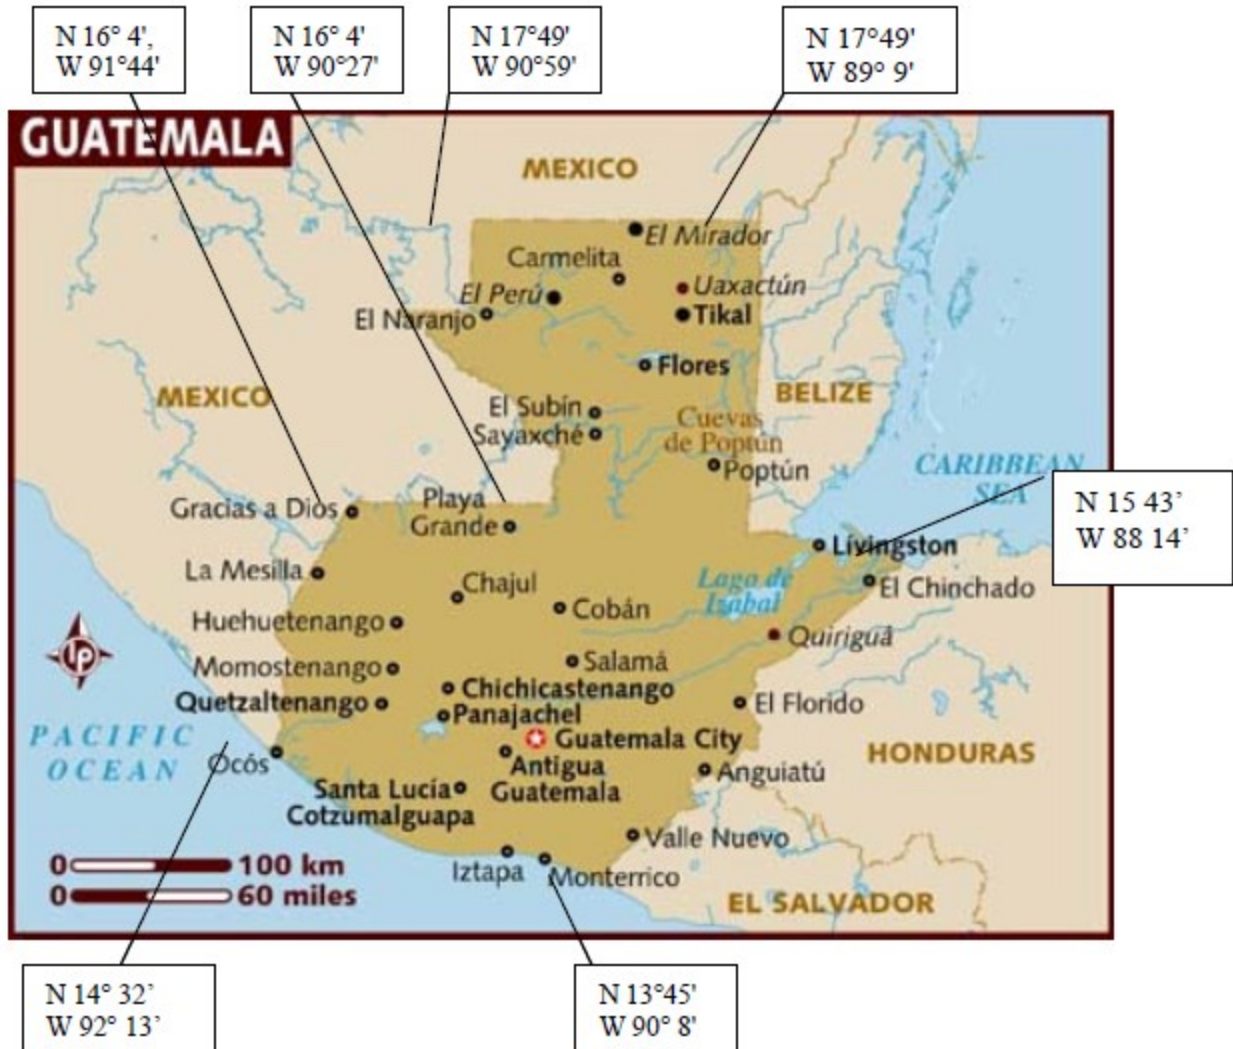 N 16° 4',
W 91°44'
N 16° 4'
W 90°27'
N 17°49'
W 90°59'
N 17°49'
W 89° 9'
GUATEMALA
MEXICO
El Mirador
Carmelita
Uaxactún
El Perú
El Naranjo
Tikal
Flores
MEXICO
BELIZE
El Subín
Sayaxché
Cuevas
de Poptún
Poptún
CARIBBEAN
SEA
N 15 43’
W 88 14’
Gracias a Dios
Playa
Grande
Livingston
La Mesilla
Chajul
Lago de
Izabal
El Chinchado
Cobán
Huehuetenango
Quiriguá
lp
Momostenango
Salamá
Quetzaltenango
Chichicastenango
Panajachel
El Florido
PACIFIC
OCEAN
Guatemala City
HONDURAS
Ocós
Antigua
Guatemala
Anguiatú
Santa Lucía
Cotzumalguapa
Valle Nuevo
0 100 km
0 60 miles
Iztapa
Monterrico
EL SALVADOR
N 14° 32’
W 92° 13’
N 13°45'
W 90° 8'